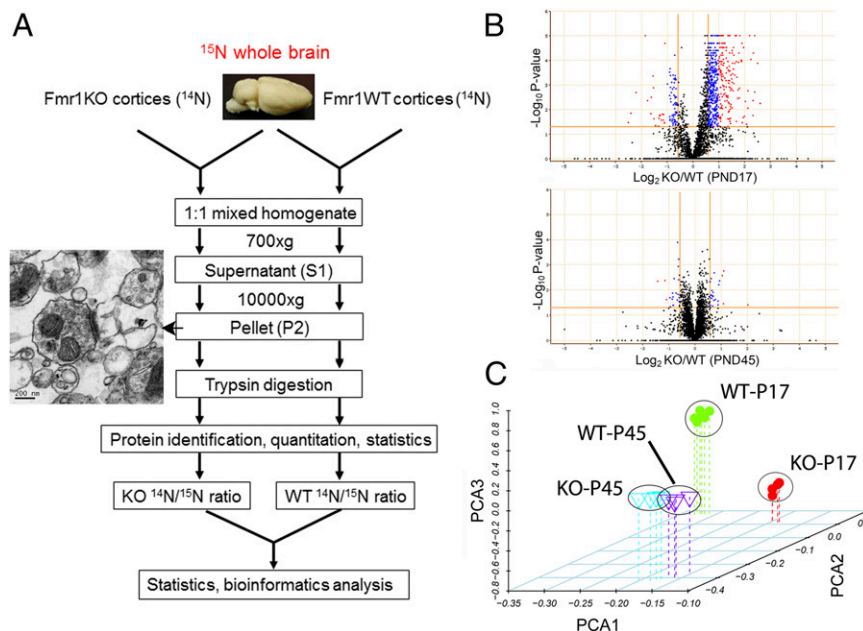 A
¹⁵N whole brain
Fmr1KO cortices (¹⁴N)
Fmr1WT cortices (¹⁴N)
1:1 mixed homogenate
700xg
Supernatant (S1)
10000xg
Pellet (P2)
200 nm
Trypsin digestion
Protein identification, quantitation, statistics
KO ¹⁴N/¹⁵N ratio
WT ¹⁴N/¹⁵N ratio
Statistics, bioinformatics analysis
B
-Log₁₀ P-value
Log₂ KO/WT (PND17)
-Log₁₀ P-value
Log₂ KO/WT (PND45)
C
WT-P17
WT-P45
KO-P45
KO-P17
PCA3
1.0
0.8
0.6
0.4
0.2
0.0
-0.2
-0.4
-0.6
-0.8
-0.35
-0.30
-0.25
-0.20
-0.15
-0.10
PCA1
-0.4
-0.3
-0.2
-0.1
0.0
PCA2